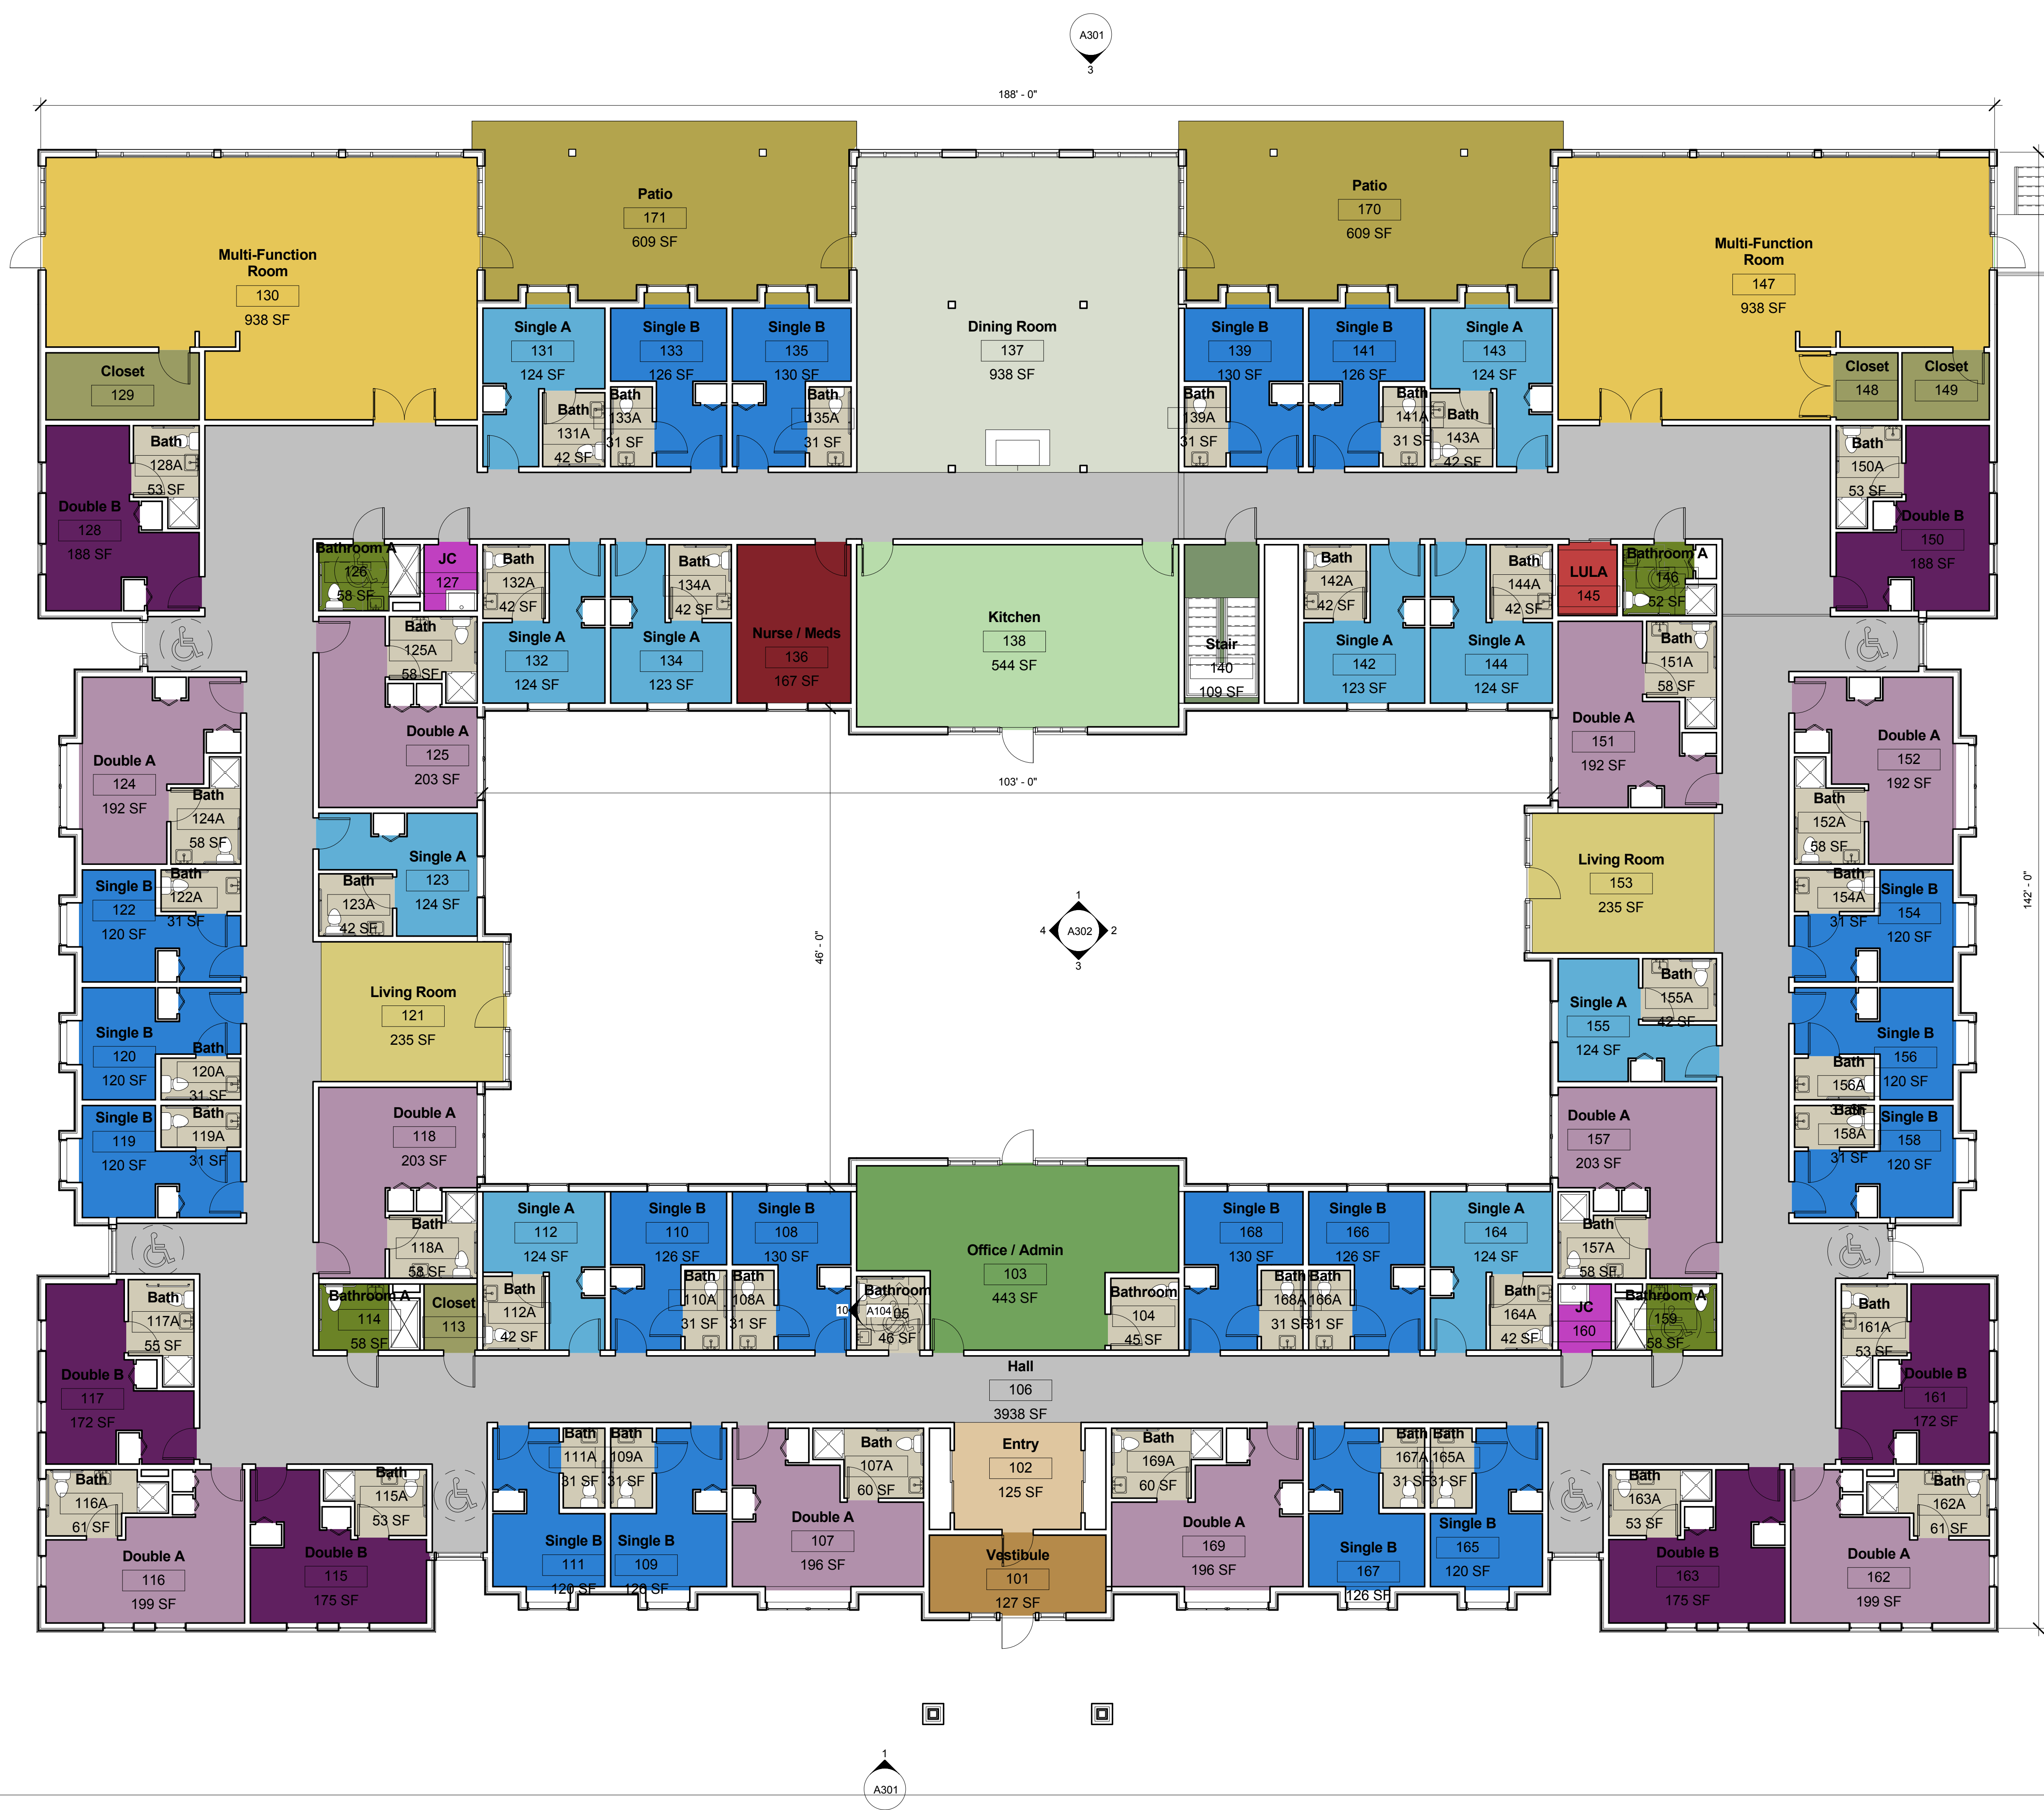 A301
3
188' - 0"
Patio
171
609 SF
Patio
170
609 SF
Multi-Function
Room
130
938 SF
Multi-Function
Room
147
938 SF
Dining Room
137
938 SF
Single A
131
124 SF
Single B
133
126 SF
Single B
135
130 SF
Single B
139
130 SF
Single B
141
126 SF
Single A
143
124 SF
Closet
129
Closet
148
Closet
149
Bath
131A
42 SF
Bath
133A
31 SF
Bath
135A
31 SF
Bath
139A
31 SF
Bath
141A
31 SF
Bath
143A
42 SF
Bath
128A
53 SF
Double B
128
188 SF
Bath
150A
53 SF
Double B
150
188 SF
Bathroom A
126
58 SF
JC
127
Bath
132A
42 SF
Single A
132
124 SF
Bath
134A
42 SF
Single A
134
123 SF
Nurse / Meds
136
167 SF
Kitchen
138
544 SF
Stair
140
109 SF
Bath
142A
42 SF
Single A
142
123 SF
Bath
144A
42 SF
Single A
144
124 SF
LULA
145
Bathroom A
146
52 SF
Bath
125A
58 SF
Double A
125
203 SF
Bath
151A
58 SF
Double A
151
192 SF
Double A
124
192 SF
Bath
124A
58 SF
Double A
152
192 SF
Bath
152A
58 SF
103' - 0"
46' - 0"
142' - 0"
Single A
123
124 SF
Bath
123A
42 SF
Living Room
153
235 SF
Single B
122
120 SF
Bath
122A
31 SF
Bath
154A
31 SF
Single B
154
120 SF
1
4
A302
2
3
Living Room
121
235 SF
Single A
155
124 SF
Bath
155A
42 SF
Single B
120
120 SF
Bath
120A
31 SF
Single B
156
120 SF
Bath
156A
Single B
119
120 SF
Bath
119A
31 SF
Bath
158A
31 SF
Single B
158
120 SF
Double A
118
203 SF
Bath
118A
58 SF
Double A
157
203 SF
Bath
157A
58 SF
Single A
112
124 SF
Bath
112A
42 SF
Single B
110
126 SF
Bath
110A
31 SF
Single B
108
130 SF
Bath
108A
31 SF
Office / Admin
103
443 SF
10
A104
Bathroom
05
46 SF
Bathroom
104
45 SF
Single B
168
130 SF
Bath
168A
31 SF
Single B
166
126 SF
Bath
166A
31 SF
Single A
164
124 SF
Bath
164A
42 SF
Bathroom A
114
58 SF
Closet
113
JC
160
Bathroom A
159
58 SF
Bath
117A
55 SF
Double B
117
172 SF
Bath
161A
53 SF
Double B
161
172 SF
Hall
106
3938 SF
Bath
116A
61 SF
Double A
116
199 SF
Bath
115A
53 SF
Double B
115
175 SF
Bath
111A
31 SF
Single B
111
120 SF
Bath
109A
31 SF
Single B
109
126 SF
Bath
107A
60 SF
Double A
107
196 SF
Entry
102
125 SF
Vestibule
101
127 SF
Bath
169A
60 SF
Double A
169
196 SF
Bath
167A
31 SF
Single B
167
126 SF
Bath
165A
31 SF
Single B
165
120 SF
Bath
163A
53 SF
Double B
163
175 SF
Bath
162A
61 SF
Double A
162
199 SF
1
A301